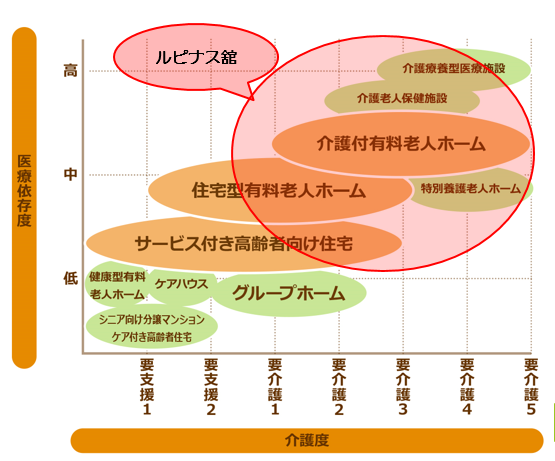 ルピナス舘
高
介護療養型医療施設
介護老人保健施設
介護付有料老人ホーム
中
住宅型有料老人ホーム
特別養護老人ホーム
サービス付き高齢者向け住宅
低
健康型有料
老人ホーム
ケアハウス
グループホーム
シニア向け分譲マンション
ケア付き高齢者住宅
医療依存度
要支援1
要支援2
要介護1
要介護2
要介護3
要介護4
要介護5
介護度